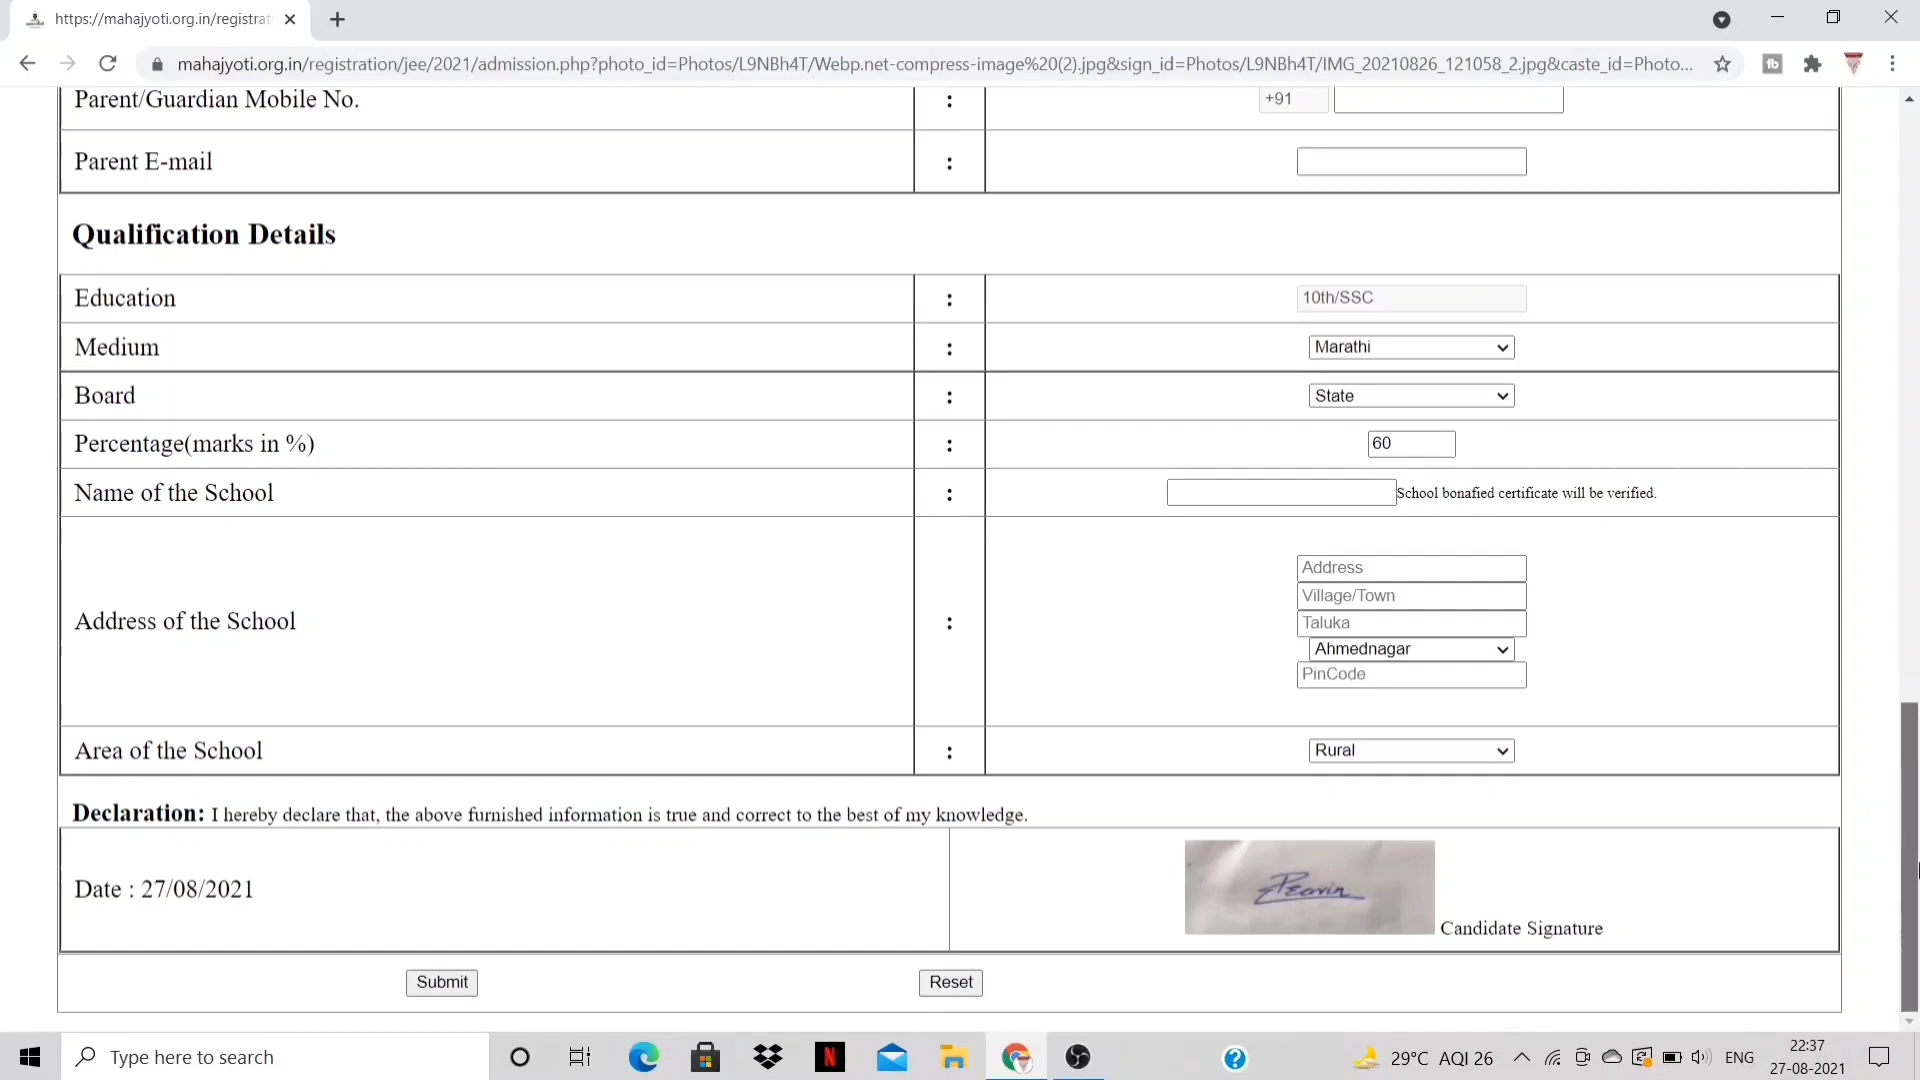 https://mahajyoti.org.in/registrat
mahajyoti.org.in/registration/jee/2021/admission.php?photo_id=Photos/L9NBh4T/Webp.net-compress-image%20(2).jpg&sign_id=Photos/L9NBh4T/IMG_20210826_121058_2.jpg&caste_id=Photo...
Parent/Guardian Mobile No. : +91
Parent E-mail :
Qualification Details
Education : 10th/SSC
Medium : Marathi
Board : State
Percentage(marks in %) : 60
Name of the School : School bonafied certificate will be verified.
Address
Village/Town
Address of the School : Taluka
Ahmednagar
PinCode
Area of the School : Rural
Declaration: I hereby declare that, the above furnished information is true and correct to the best of my knowledge.
Date : 27/08/2021
Candidate Signature
Submit Reset
Type here to search
29°C AQI 26
ENG
22:37
27-08-2021